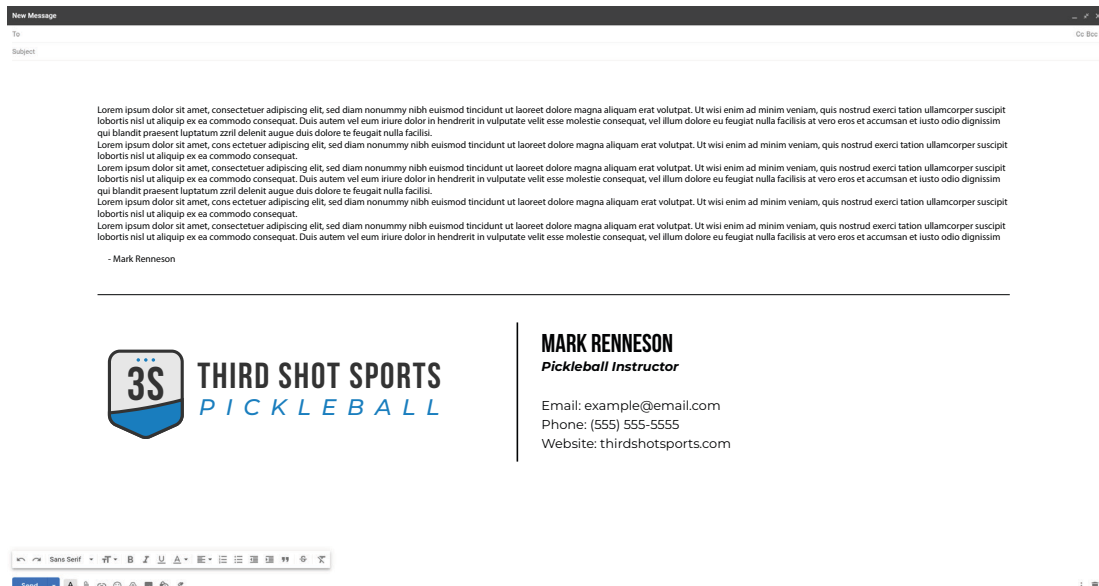 New Message
To
Cc Bcc
Subject
Lorem ipsum dolor sit amet, consectetuer adipiscing elit, sed diam nonummy nibh euismod tincidunt ut laoreet dolore magna aliquam erat volutpat. Ut wisi enim ad minim veniam, quis nostrud exerci tation ullamcorper suscipit
lobortis nisl ut aliquip ex ea commodo consequat. Duis autem vel eum iriure dolor in hendrerit in vulputate velit esse molestie consequat, vel illum dolore eu feugiat nulla facilisis at vero eros et accumsan et iusto odio dignissim
qui blandit praesent luptatum zzril delenit augue duis dolore te feugait nulla facilisi.
Lorem ipsum dolor sit amet, cons ectetuer adipiscing elit, sed diam nonummy nibh euismod tincidunt ut laoreet dolore magna aliquam erat volutpat. Ut wisi enim ad minim veniam, quis nostrud exerci tation ullamcorper suscipit
lobortis nisl ut aliquip ex ea commodo consequat.
Lorem ipsum dolor sit amet, consectetuer adipiscing elit, sed diam nonummy nibh euismod tincidunt ut laoreet dolore magna aliquam erat volutpat. Ut wisi enim ad minim veniam, quis nostrud exerci tation ullamcorper suscipit
lobortis nisl ut aliquip ex ea commodo consequat. Duis autem vel eum iriure dolor in hendrerit in vulputate velit esse molestie consequat, vel illum dolore eu feugiat nulla facilisis at vero eros et accumsan et iusto odio dignissim
qui blandit praesent luptatum zzril delenit augue duis dolore te feugait nulla facilisi.
Lorem ipsum dolor sit amet, cons ectetuer adipiscing elit, sed diam nonummy nibh euismod tincidunt ut laoreet dolore magna aliquam erat volutpat. Ut wisi enim ad minim veniam, quis nostrud exerci tation ullamcorper suscipit
lobortis nisl ut aliquip ex ea commodo consequat.
Lorem ipsum dolor sit amet, consectetuer adipiscing elit, sed diam nonummy nibh euismod tincidunt ut laoreet dolore magna aliquam erat volutpat. Ut wisi enim ad minim veniam, quis nostrud exerci tation ullamcorper suscipit
lobortis nisl ut aliquip ex ea commodo consequat. Duis autem vel eum iriure dolor in hendrerit in vulputate velit esse molestie consequat, vel illum dolore eu feugiat nulla facilisis at vero eros et accumsan et iusto odio dignissim
- Mark Renneson
3S
THIRD SHOT SPORTS
PICKLEBALL
MARK RENNESON
Pickleball Instructor
Email: example@email.com
Phone: (555) 555-5555
Website: thirdshotsports.com
Sans Serif
Send